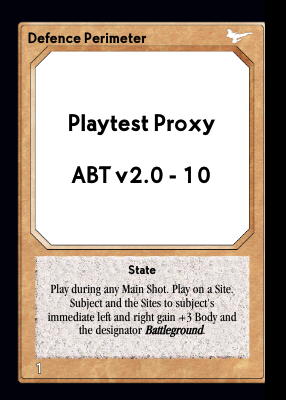 Defence Perimeter
Playtest Proxy
ABT v2.0 - 10
State
Play during any Main Shot. Play on a Site.
Subject and the Sites to subject's
immediate left and right gain +3 Body and
the designator Battleground.
1